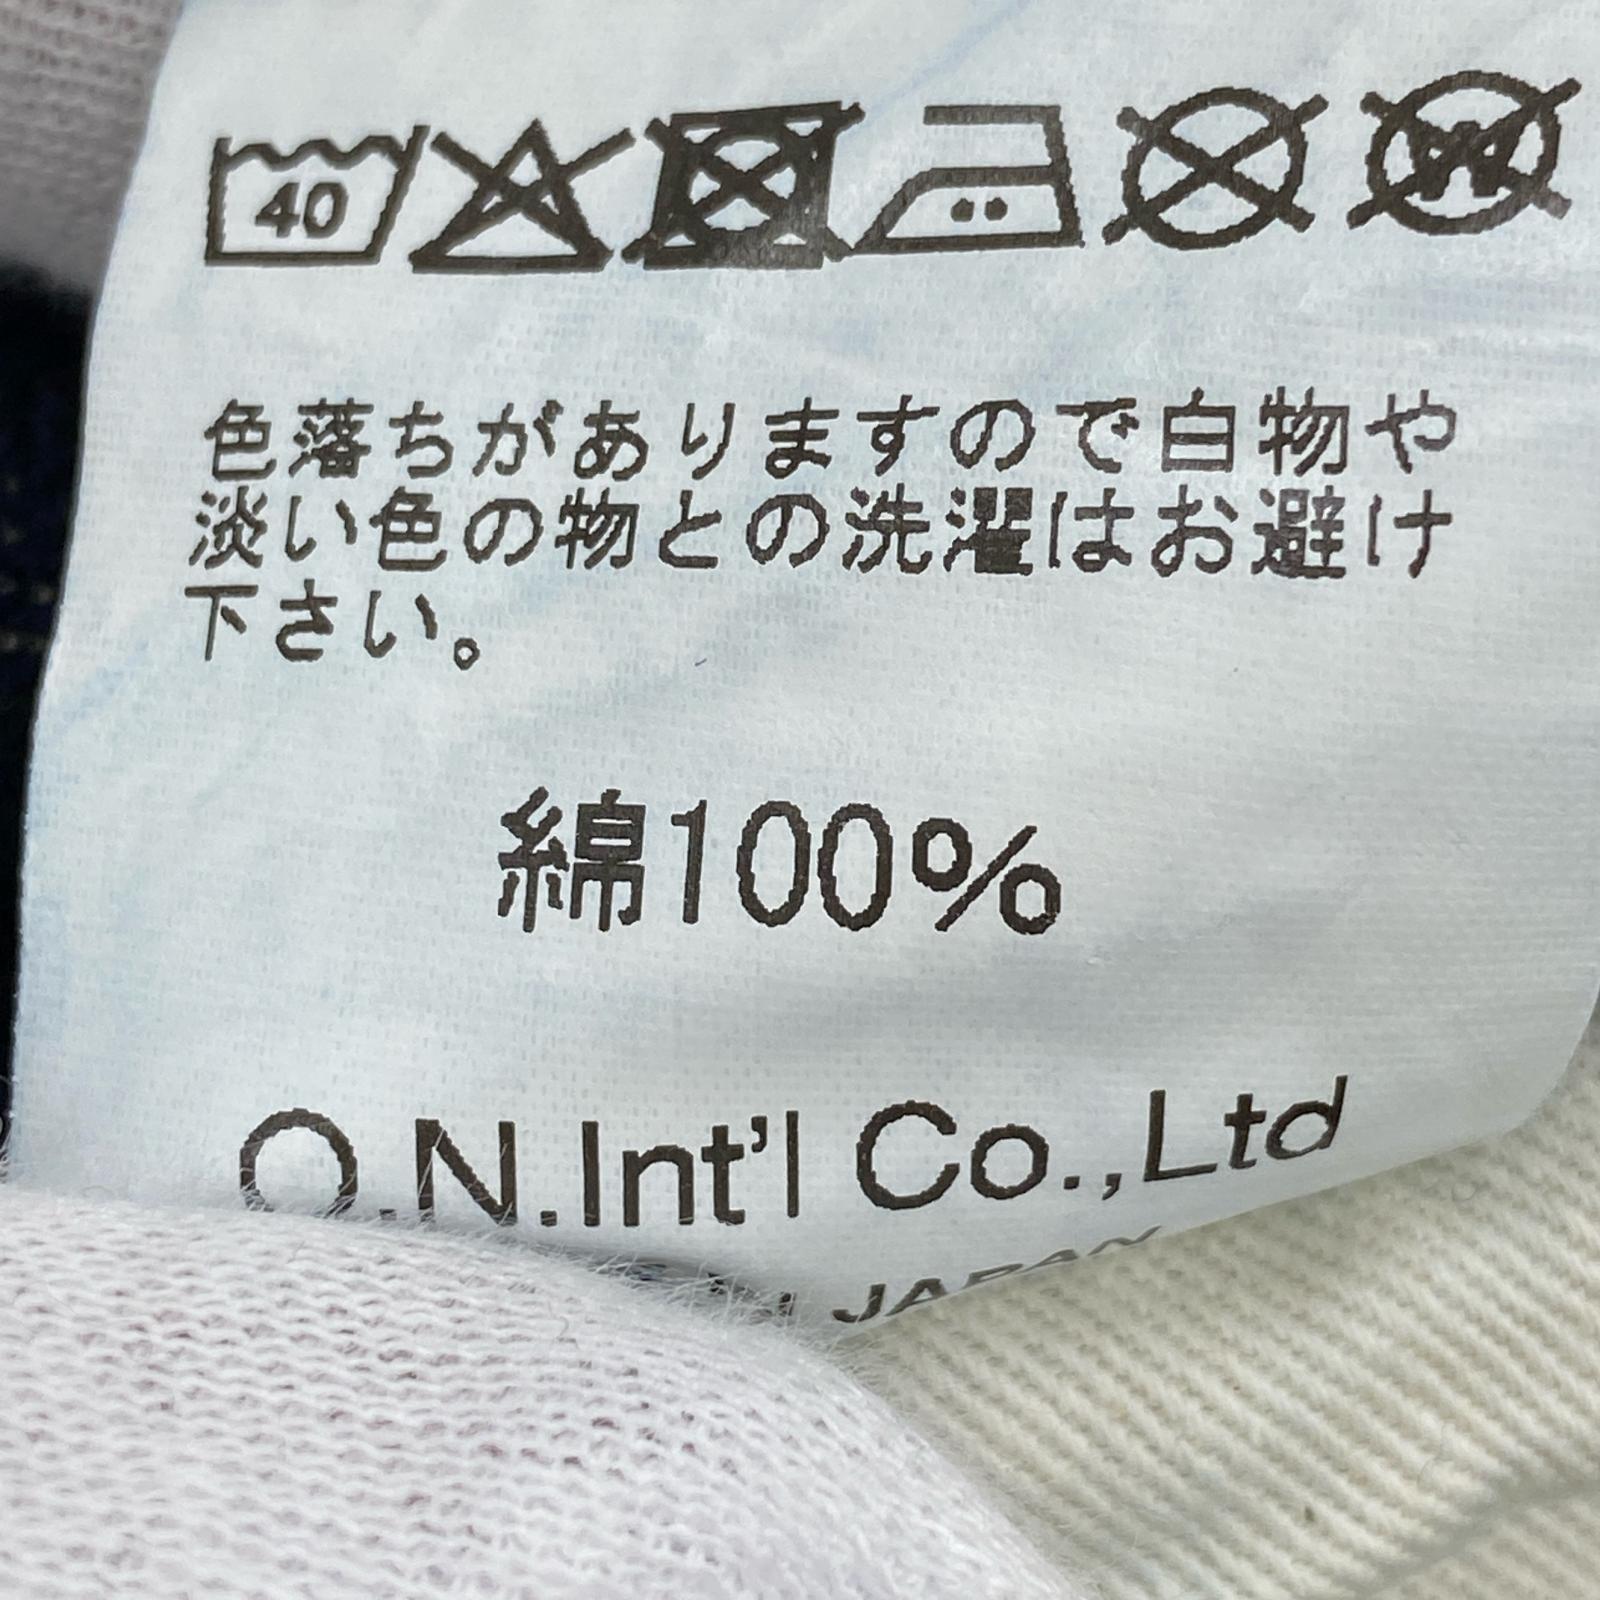 40
W
色落ちがありますので白物や
淡い色の物との洗濯はお避け
下さい。
綿100%
O.N.Int'l Co.,Ltd
JAPAN